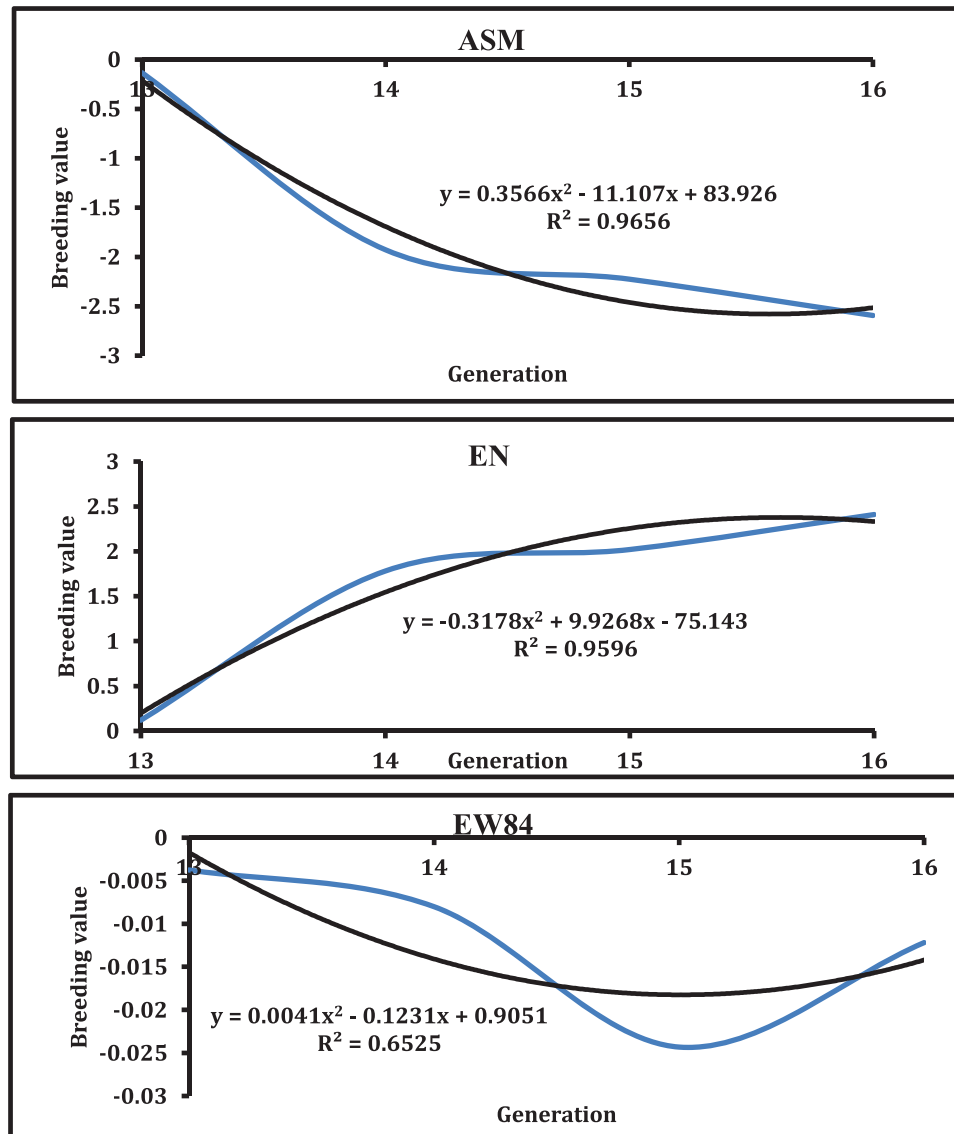 ASM
0
13
14
15
16
-0.5
-1
-1.5
-2
-2.5
-3
Breeding value
y = 0.3566x² - 11.107x + 83.926
R² = 0.9656
Generation
EN
3
2.5
2
1.5
1
0.5
0
Breeding value
y = -0.3178x² + 9.9268x - 75.143
R² = 0.9596
13
14
Generation
15
16
EW84
0
13
14
15
16
-0.005
-0.01
-0.015
-0.02
-0.025
-0.03
Breeding value
y = 0.0041x² - 0.1231x + 0.9051
R² = 0.6525
Generation